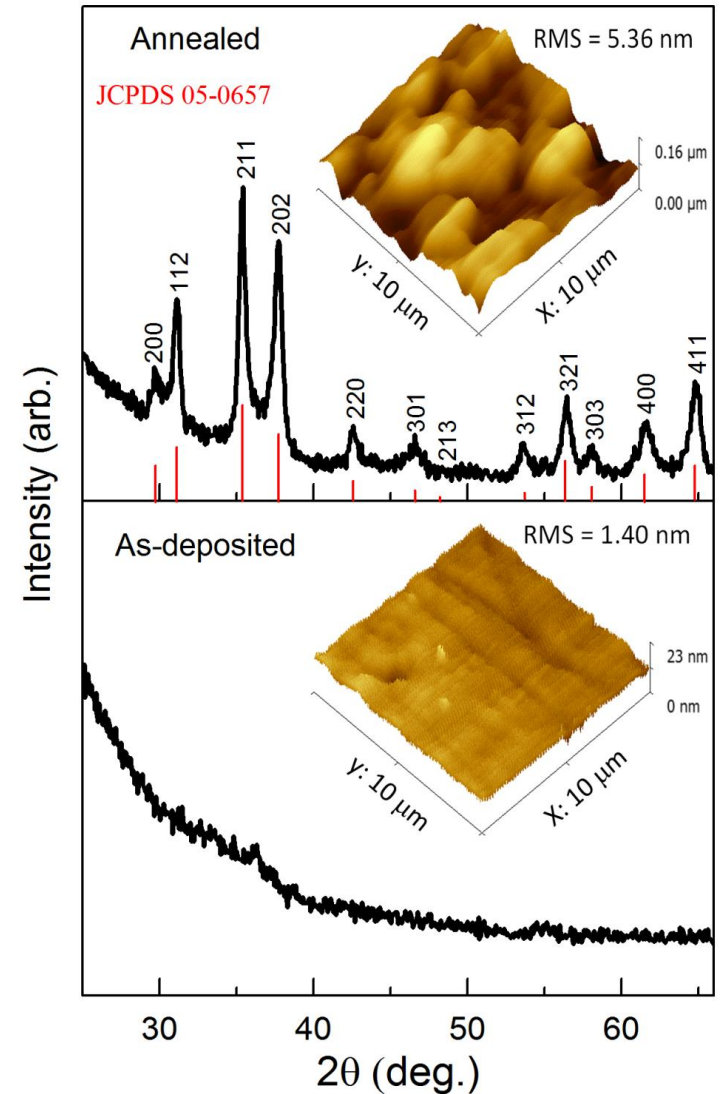 Annealed
RMS = 5.36 nm
JCPDS 05-0657
0.16 µm
0.00 µm
y: 10 µm
X: 10 µm
200
112
211
202
220
301
213
312
321
303
400
411
Intensity (arb.)
As-deposited
RMS = 1.40 nm
23 nm
0 nm
y: 10 µm
X: 10 µm
30 40 50 60
2θ (deg.)